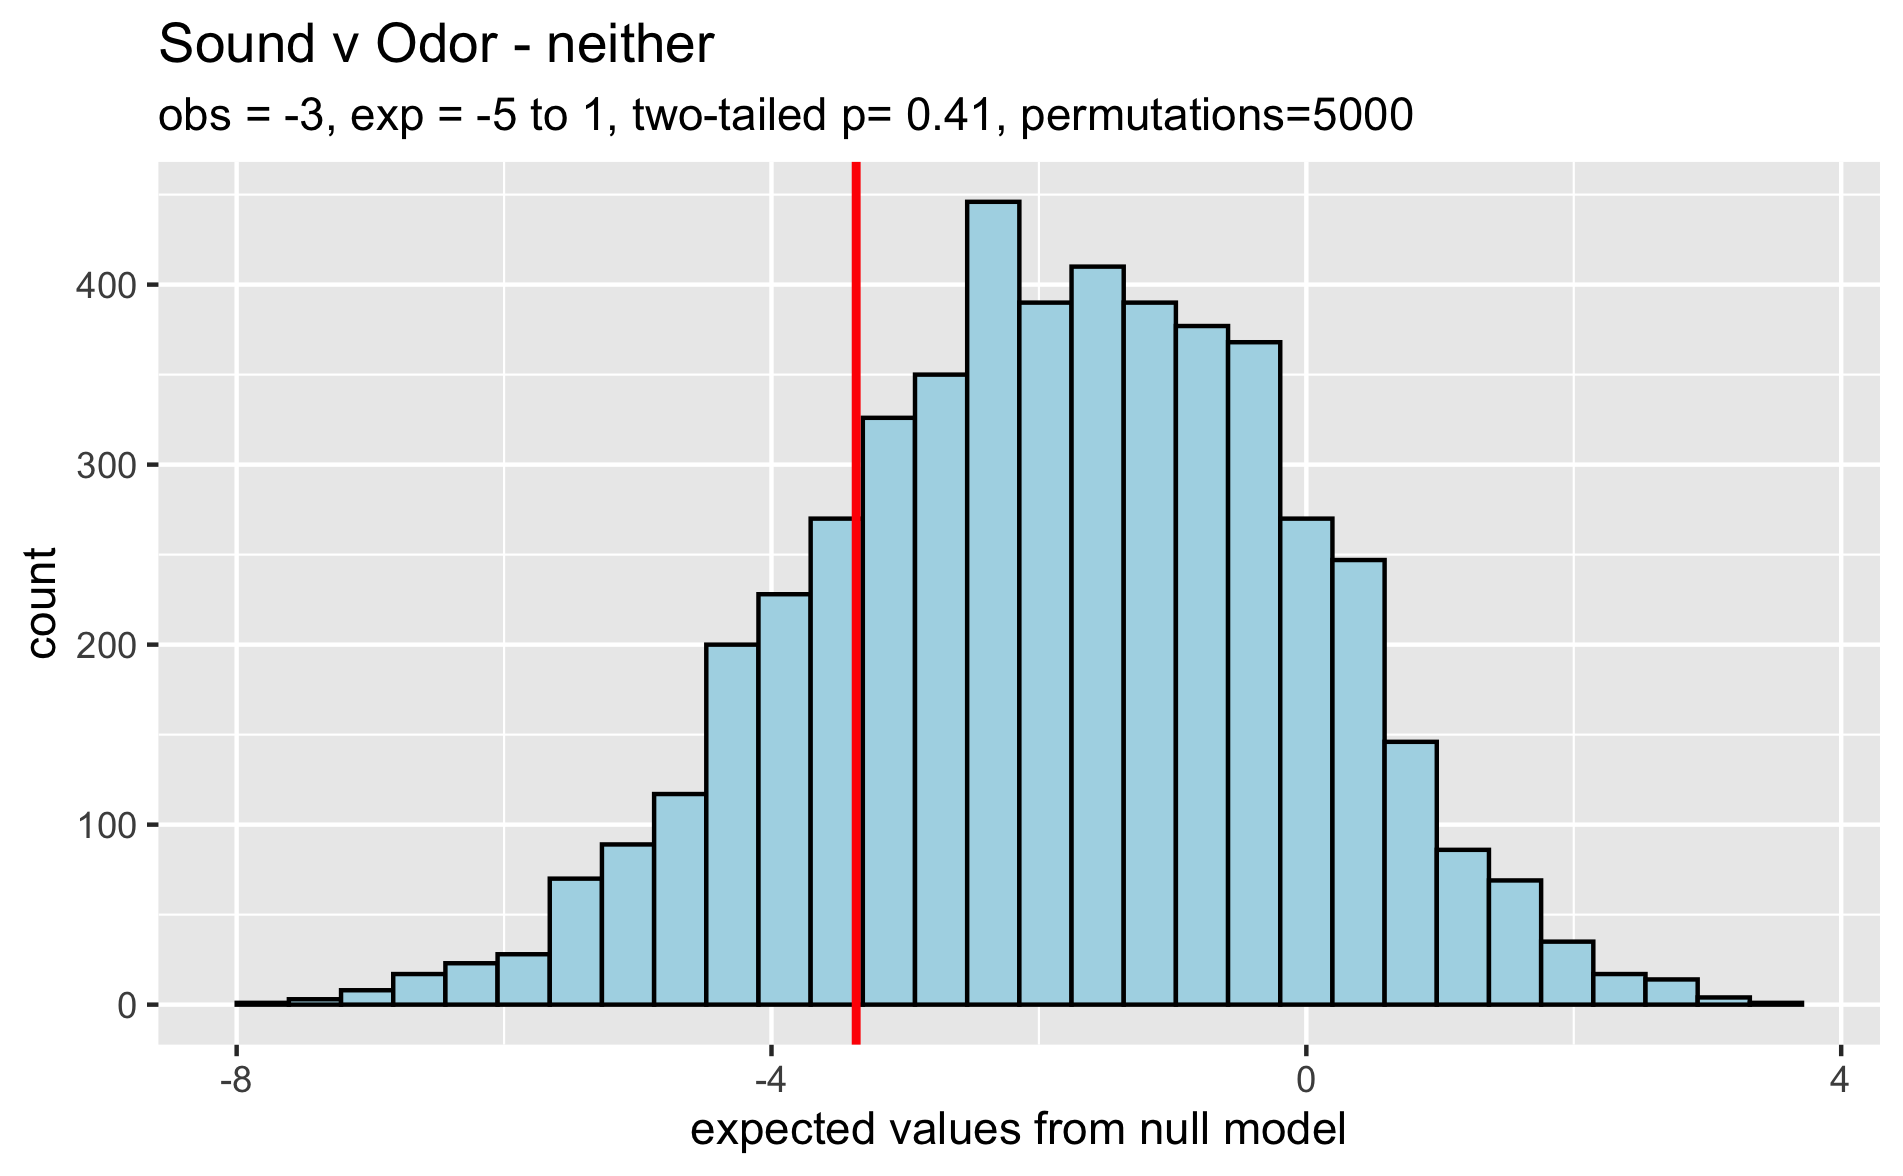 Sound v Odor - neither
obs = -3, exp = -5 to 1, two-tailed p= 0.41, permutations=5000
400
300
200
100
0
count
-8
-4
0
4
expected values from null model